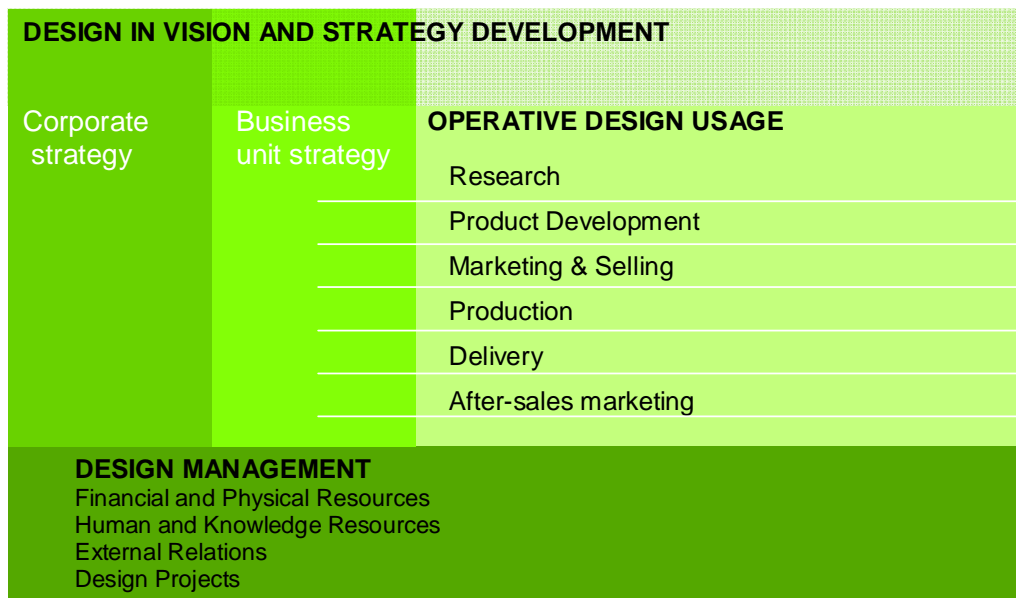 DESIGN IN VISION AND STRATEGY DEVELOPMENT
Corporate
strategy
Business
unit strategy
OPERATIVE DESIGN USAGE
Research
Product Development
Marketing & Selling
Production
Delivery
After-sales marketing
DESIGN MANAGEMENT
Financial and Physical Resources
Human and Knowledge Resources
External Relations
Design Projects